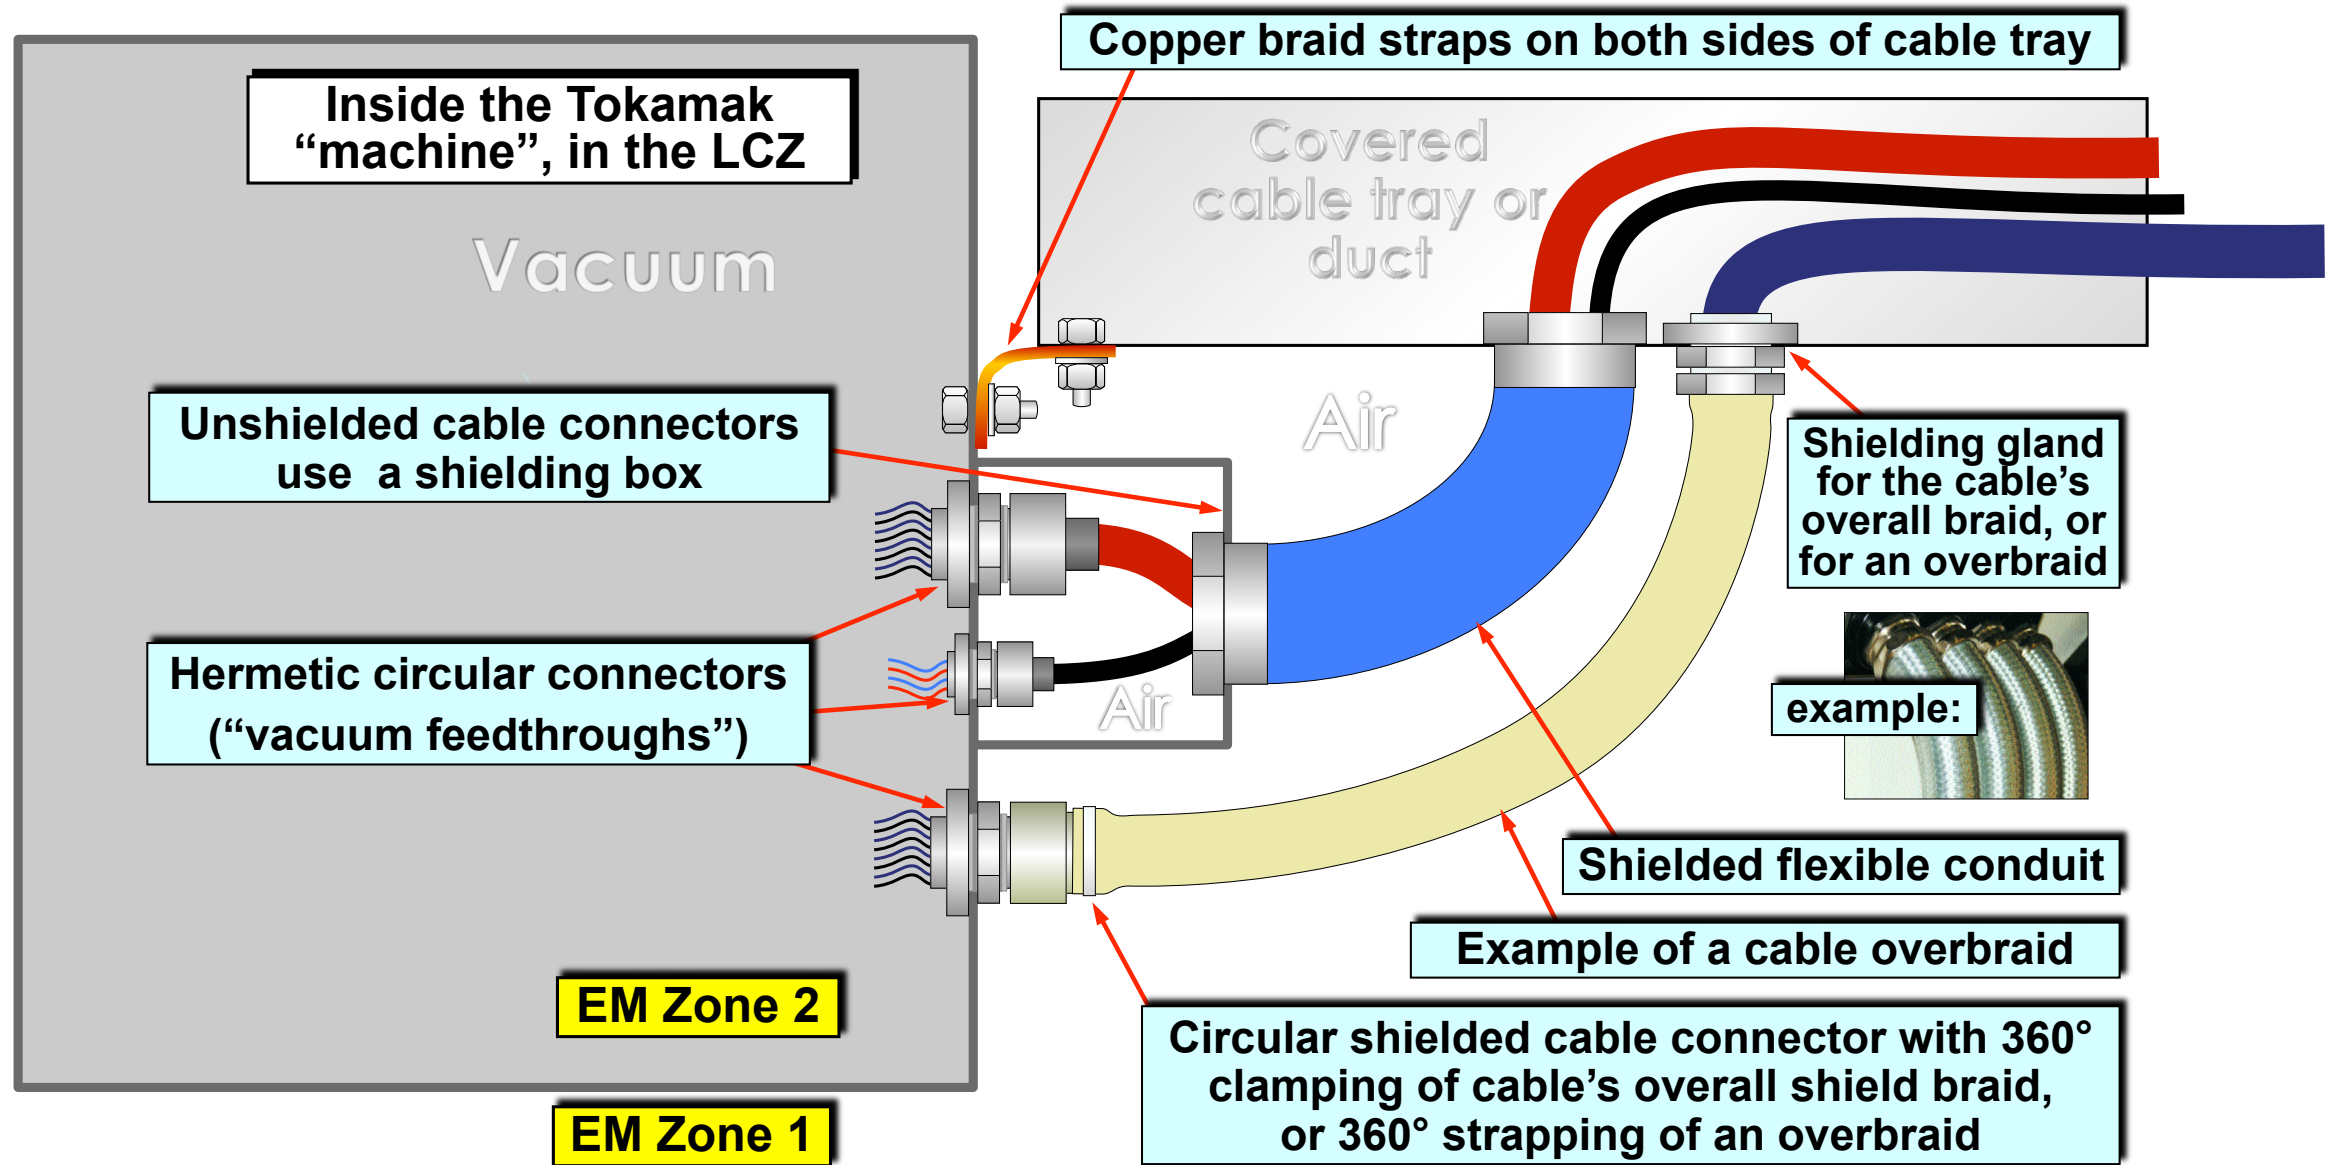 Copper braid straps on both sides of cable tray
Inside the Tokamak
“machine”, in the LCZ
Covered
cable tray or
duct
Vacuum
Unshielded cable connectors
use a shielding box
Air
Shielding gland
for the cable’s
overall braid, or
for an overbraid
Hermetic circular connectors
(“vacuum feedthroughs”)
Air
example:
Shielded flexible conduit
Example of a cable overbraid
EM Zone 2
Circular shielded cable connector with 360°
clamping of cable’s overall shield braid,
or 360° strapping of an overbraid
EM Zone 1